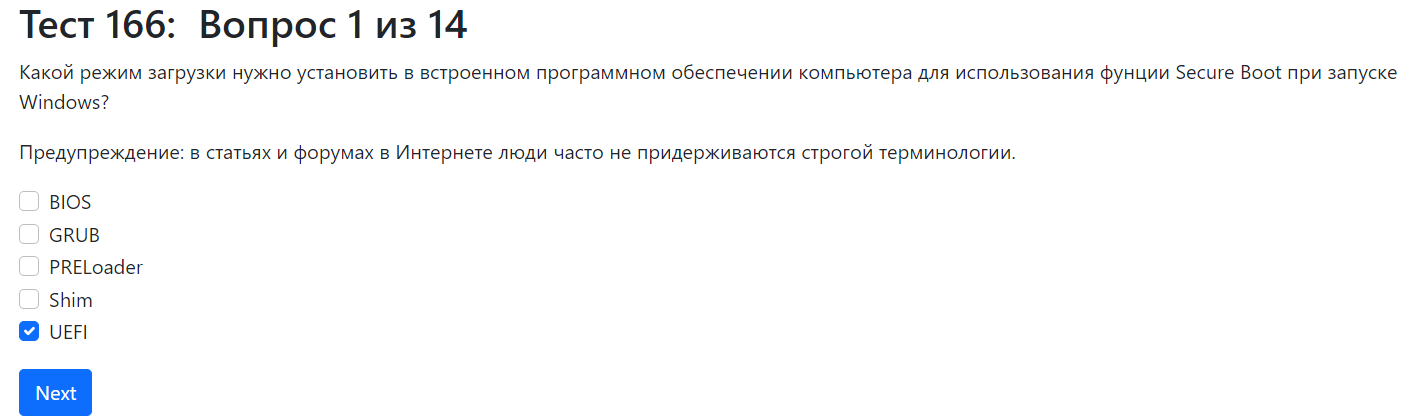 Тест 166: Вопрос 1 из 14
Какой режим загрузки нужно установить в встроенном программном обеспечении компьютера для использования фунции Secure Boot при запуске
Windows?
Предупреждение: в статьях и форумах в Интернете люди часто не придерживаются строгой терминологии.
BIOS
GRUB
PRELoader
Shim
UEFI
Next